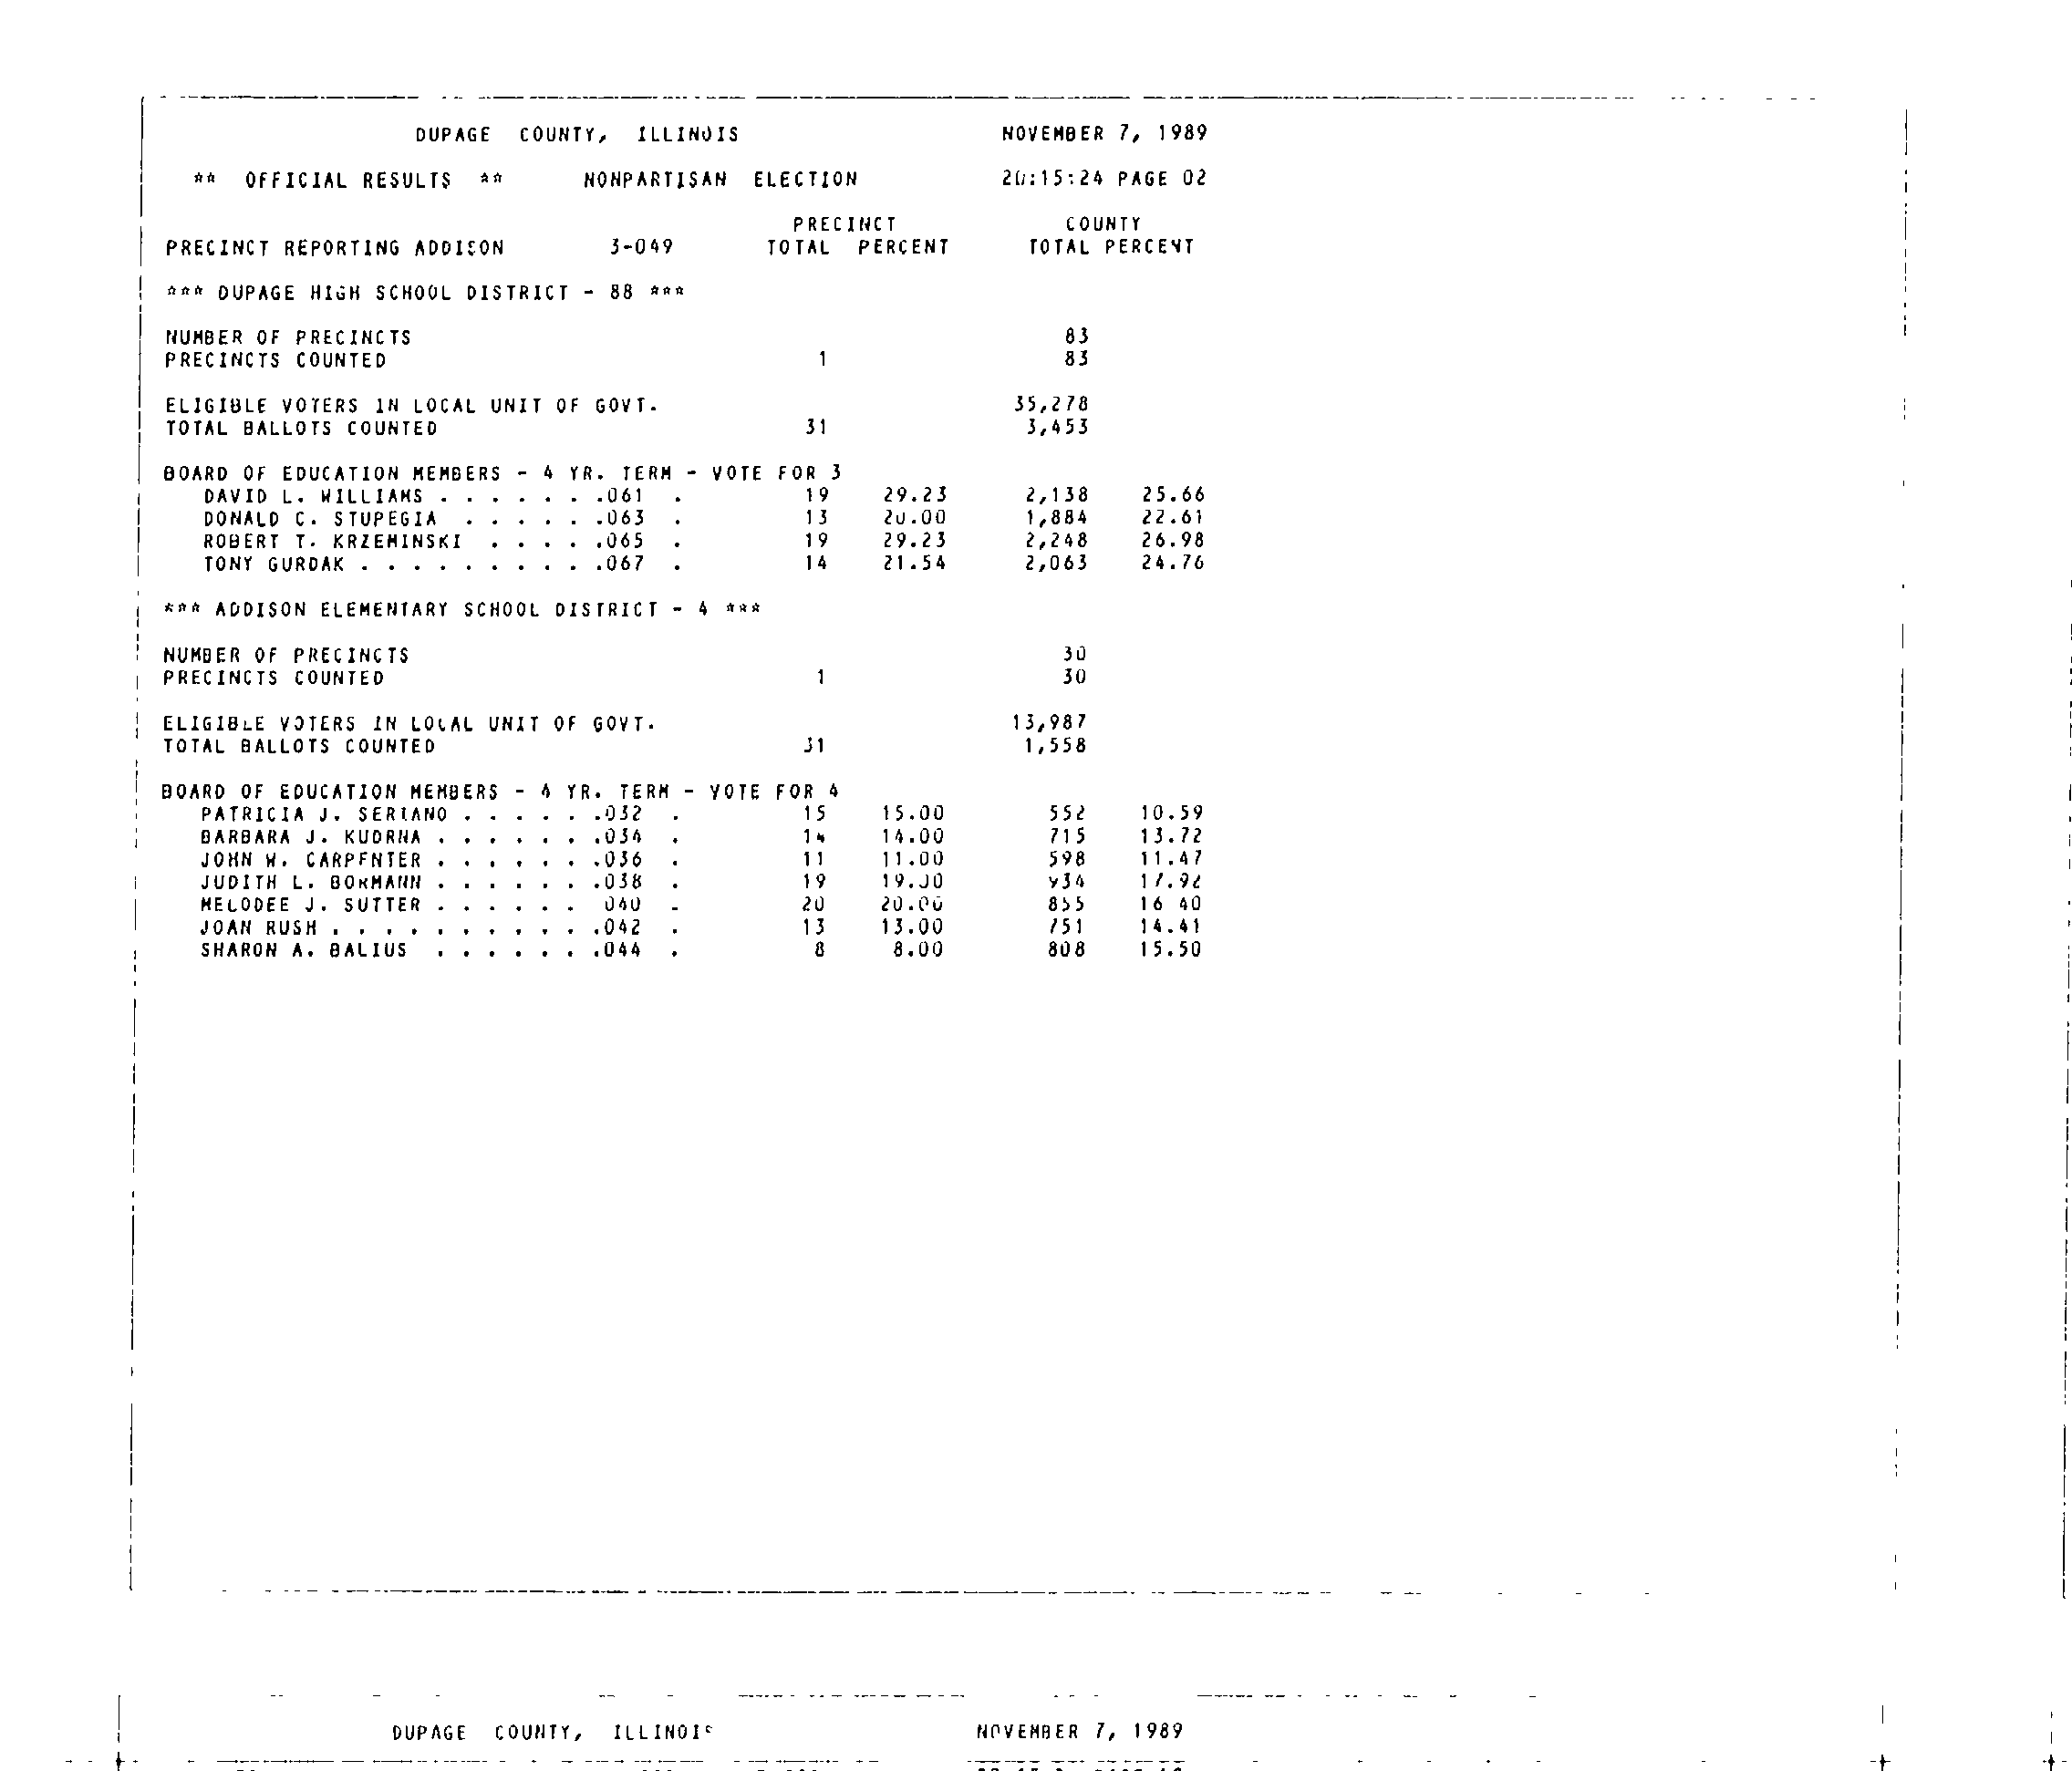 DUPAGE COUNTY, ILLINOIS NOVEMBER 7, 1989
** OFFICIAL RESULTS ** NONPARTISAN ELECTION 20:15:24 PAGE 02
PRECINCT COUNTY
PRECINCT REPORTING ADDISON 3-049 TOTAL PERCENT TOTAL PERCENT
*** DUPAGE HIGH SCHOOL DISTRICT - 88 ***
NUMBER OF PRECINCTS 83
PRECINCTS COUNTED 1 83
ELIGIBLE VOTERS IN LOCAL UNIT OF GOVT. 35,278
TOTAL BALLOTS COUNTED 31 3,453
BOARD OF EDUCATION MEMBERS - 4 YR. TERM - VOTE FOR 3
DAVID L. WILLIAMS . . . . . . .061 . 19 29.23 2,138 25.66
DONALD C. STUPEGIA . . . . . .063 . 13 20.00 1,884 22.61
ROBERT T. KRZEMINSKI . . . . .065 . 19 29.23 2,248 26.98
TONY GURDAK . . . . . . . . . .067 . 14 21.54 2,063 24.76
*** ADDISON ELEMENTARY SCHOOL DISTRICT - 4 ***
NUMBER OF PRECINCTS 30
PRECINCTS COUNTED 1 30
ELIGIBLE VOTERS IN LOCAL UNIT OF GOVT. 13,987
TOTAL BALLOTS COUNTED 31 1,558
BOARD OF EDUCATION MEMBERS - 4 YR. TERM - VOTE FOR 4
PATRICIA J. SERIANO . . . . . .032 . 15 15.00 552 10.59
BARBARA J. KUDRNA . . . . . . .034 . 14 14.00 715 13.72
JOHN W. CARPENTER . . . . . . .036 . 11 11.00 598 11.47
JUDITH L. BORMANN . . . . . . .038 . 19 19.00 934 17.92
MELODEE J. SUTTER . . . . . . 040 . 20 20.00 855 16 40
JOAN RUSH . . . . . . . . . . .042 . 13 13.00 751 14.41
SHARON A. BALIUS . . . . . . .044 . 8 8.00 808 15.50
DUPAGE COUNTY, ILLINOIS NOVEMBER 7, 1989